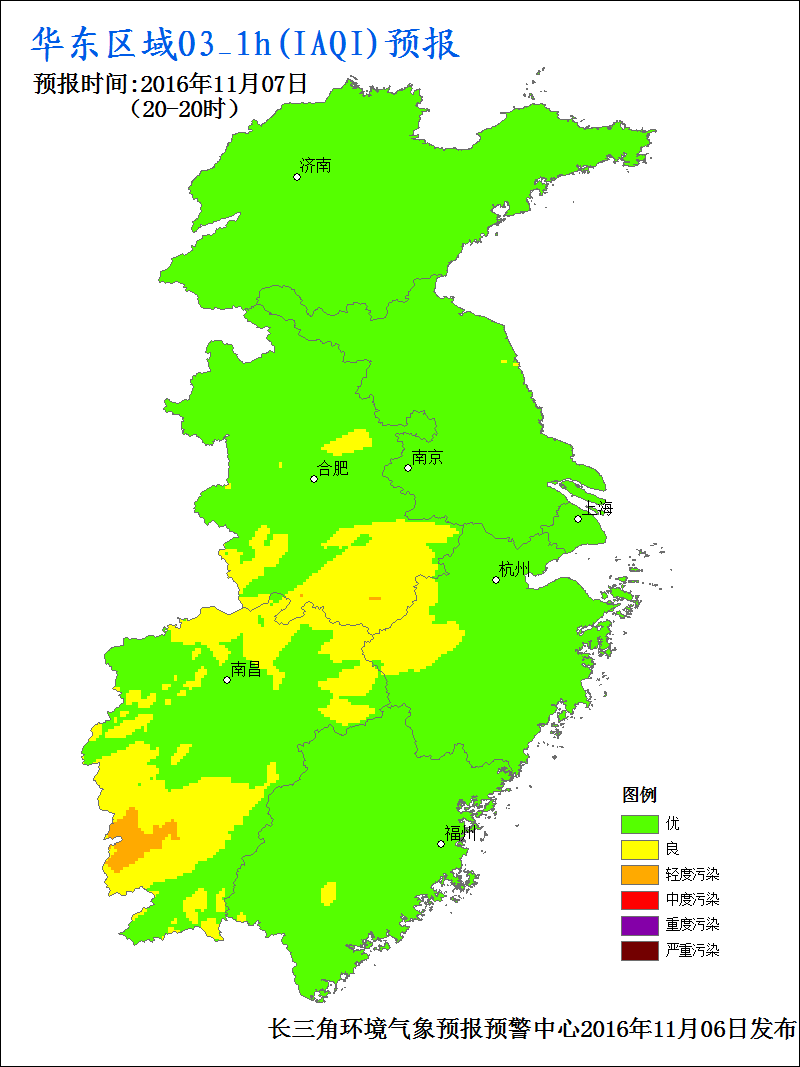 华东区域O3_1h(IAQI)预报
预报时间:2016年11月07日
(20-20时)
济南
南京
合肥
上海
杭州
南昌
福州
图例
优
良
轻度污染
中度污染
重度污染
严重污染
长三角环境气象预报预警中心2016年11月06日发布